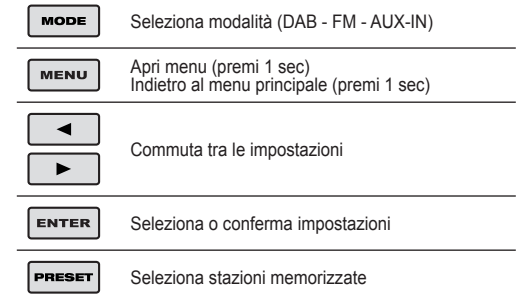 MODE Seleziona modalità (DAB - FM - AUX-IN)
MENU Apri menu (premi 1 sec)
Indietro al menu principale (premi 1 sec)
Commuta tra le impostazioni
ENTER Seleziona o conferma impostazioni
PRESET Seleziona stazioni memorizzate